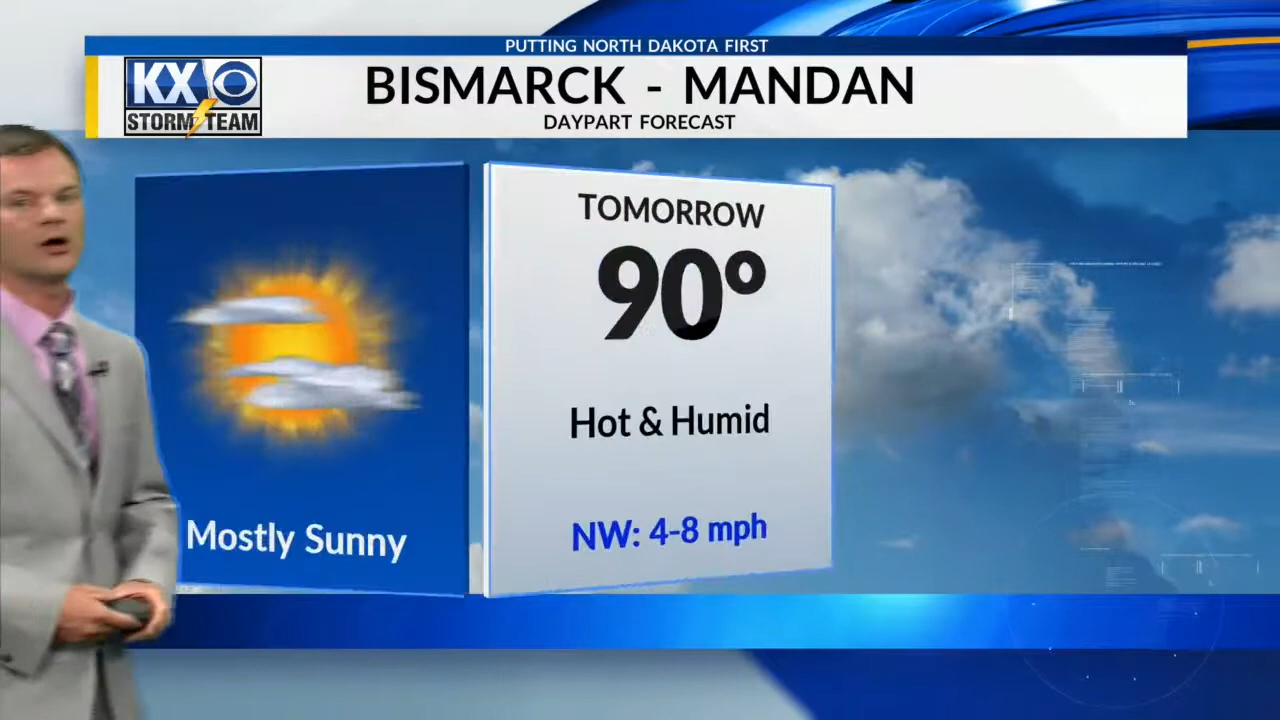 PUTTING NORTH DAKOTA FIRST
KX
STORM TEAM
BISMARCK - MANDAN
DAYPART FORECAST
TOMORROW
90°
Hot & Humid
NW: 4-8 mph
Mostly Sunny